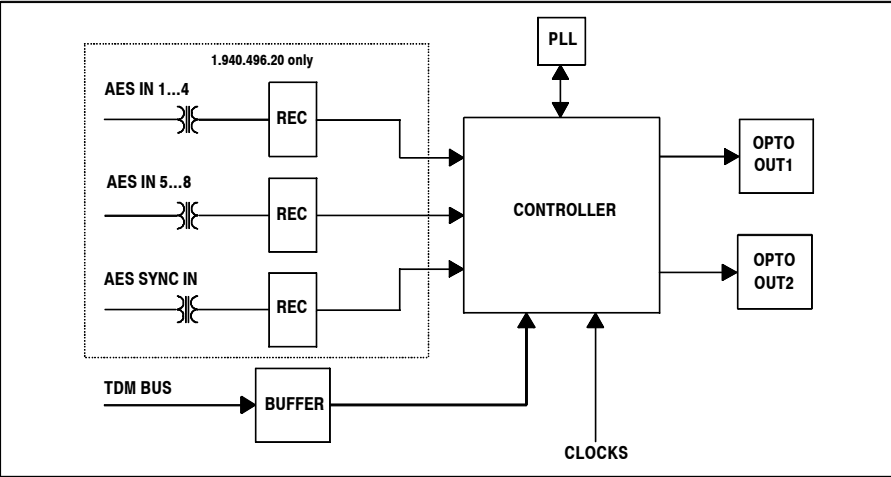 1.940.496.20 only
PLL
AES IN 1...4
REC
OPTO
OUT1
AES IN 5...8
REC
CONTROLLER
OPTO
OUT2
AES SYNC IN
REC
TDM BUS
BUFFER
CLOCKS